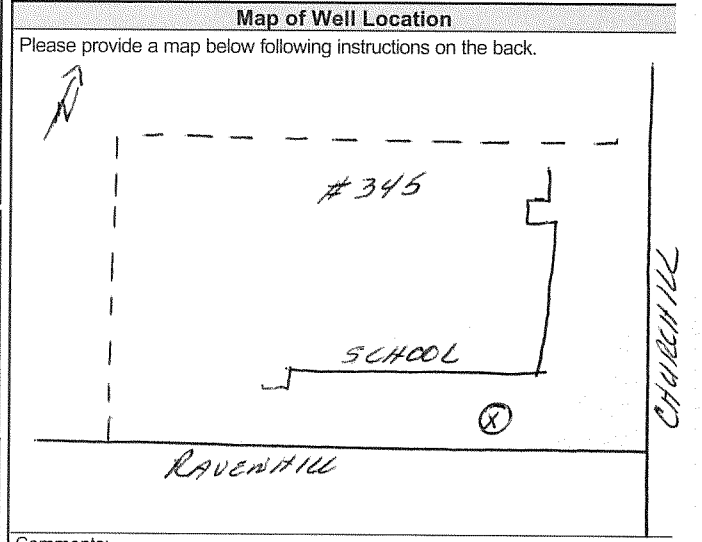 Map of Well Location
Please provide a map below following instructions on the back.
N
# 345
SCHOOL
X
CHURCHILL
RAVENHILL
Comments: